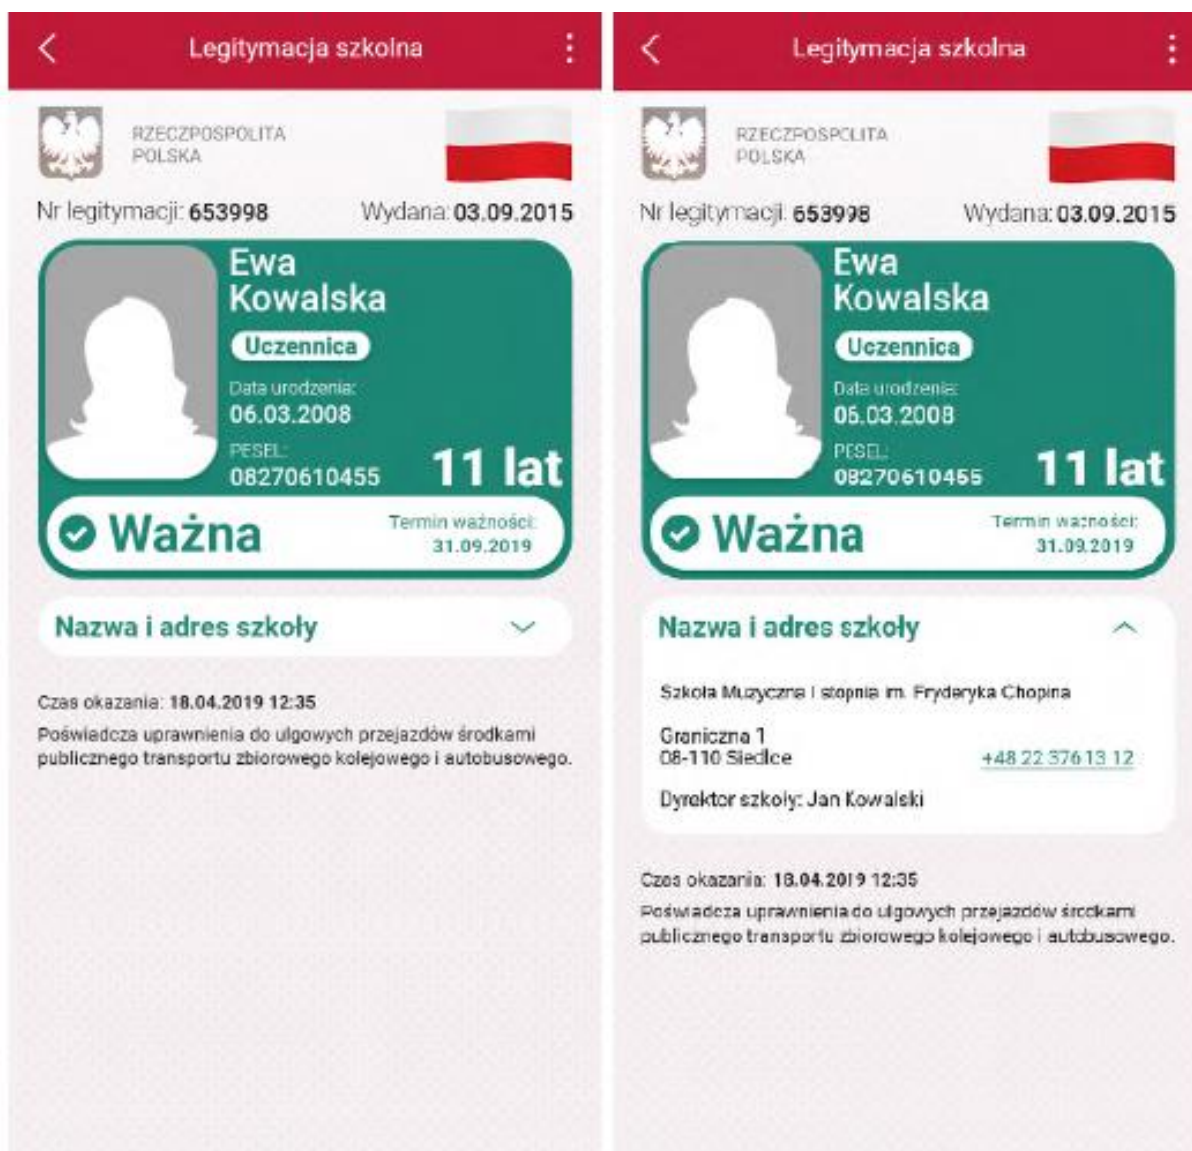 Legitymacja szkolna
RZECZPOSPOLITA
POLSKA
Nr legitymacji: 653998 Wydana: 03.09.2015
Ewa
Kowalska
Uczennica
Data urodzenia:
06.03.2008
PESEL:
08270610455
11 lat
Ważna
Termin ważności:
31.09.2019
Nazwa i adres szkoły
Czas okazania: 18.04.2019 12:35
Poświadcza uprawnienia do ulgowych przejazdów środkami
publicznego transportu zbiorowego kolejowego i autobusowego.
Legitymacja szkolna
RZECZPOSPOLITA
POLSKA
Nr legitymacji: 653998 Wydana: 03.09.2015
Ewa
Kowalska
Uczennica
Data urodzenia:
06.03.2008
PESEL:
08270610455
11 lat
Ważna
Termin ważności:
31.09.2019
Nazwa i adres szkoły
Szkoła Muzyczna I stopnia im. Fryderyka Chopina
Graniczna 1
08-110 Siedlce +48 22 376 13 12
Dyrektor szkoły: Jan Kowalski
Czas okazania: 18.04.2019 12:35
Poświadcza uprawnienia do ulgowych przejazdów środkami
publicznego transportu zbiorowego kolejowego i autobusowego.